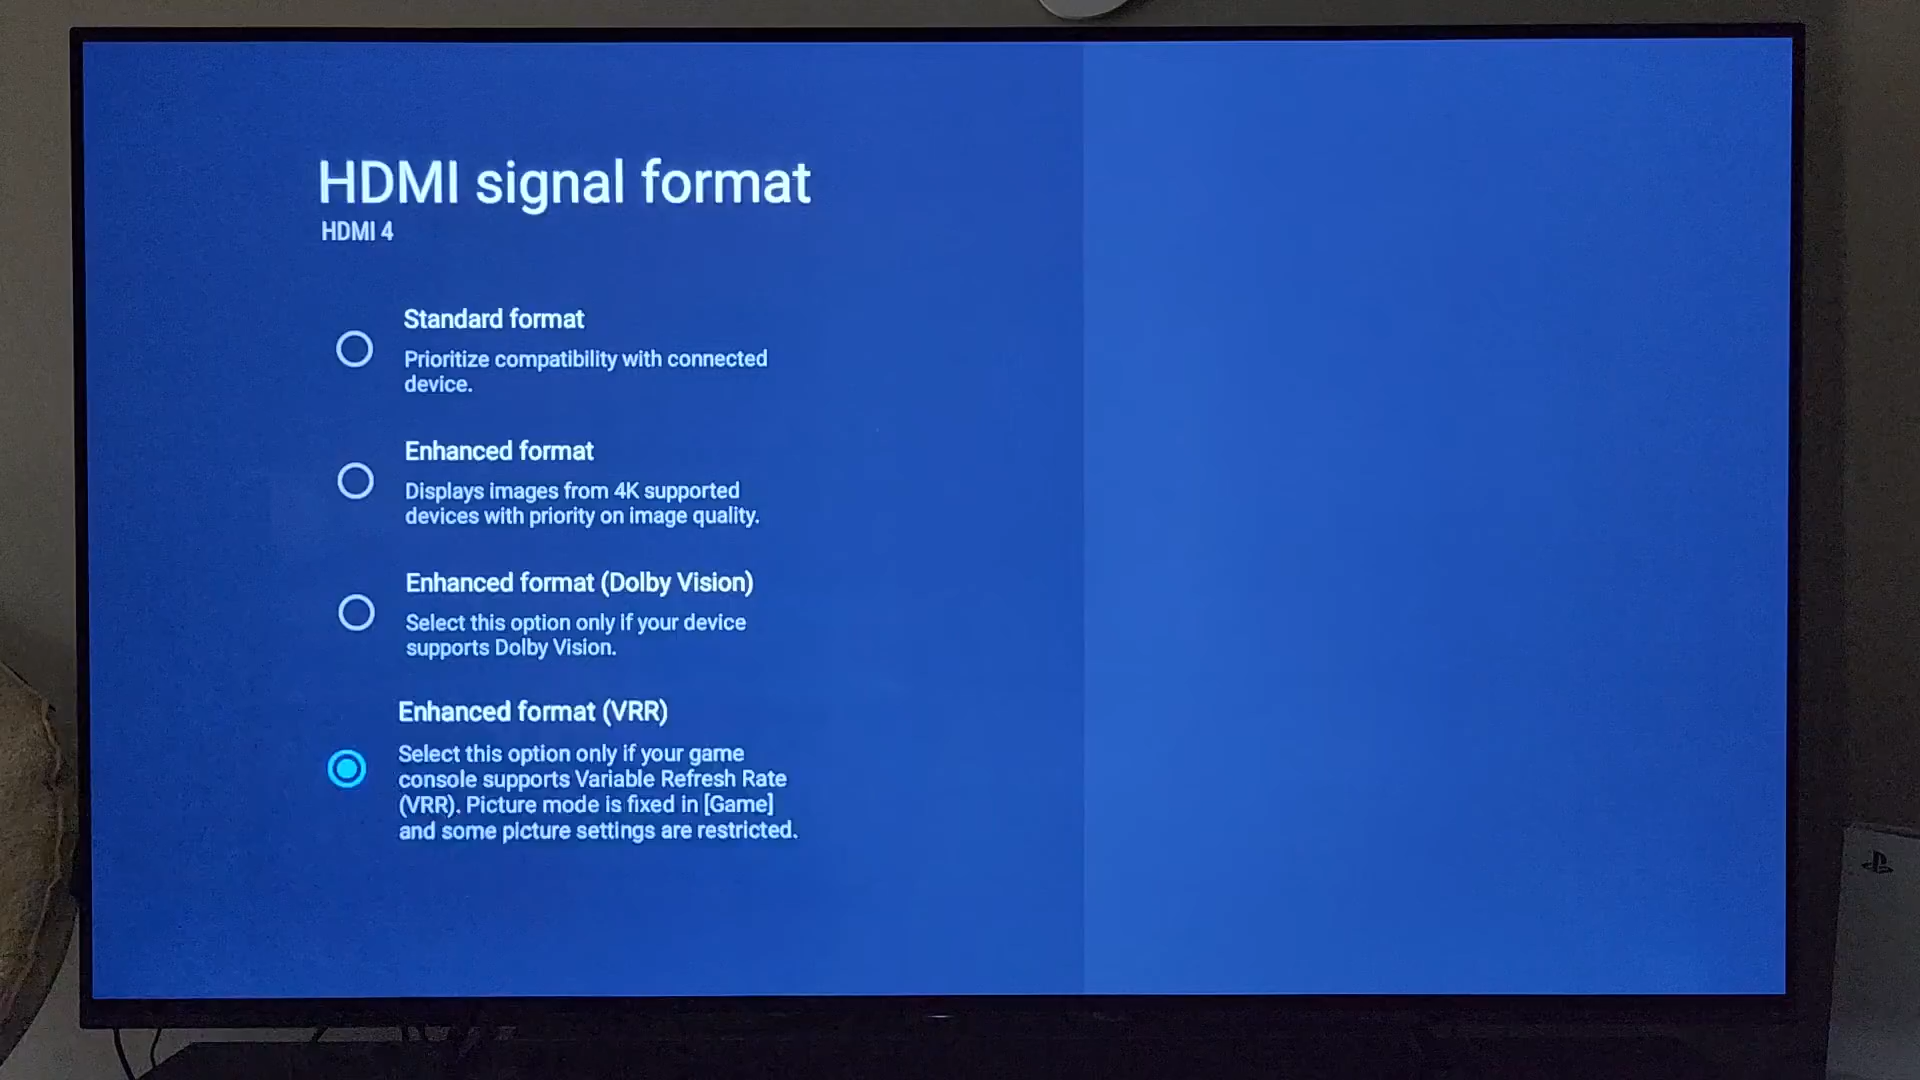 HDMI signal format
HDMI 4
Standard format
Prioritize compatibility with connected
device.
Enhanced format
Displays images from 4K supported
devices with priority on image quality.
Enhanced format (Dolby Vision)
Select this option only if your device
supports Dolby Vision.
Enhanced format (VRR)
Select this option only if your game
console supports Variable Refresh Rate
(VRR). Picture mode is fixed in [Game]
and some picture settings are restricted.